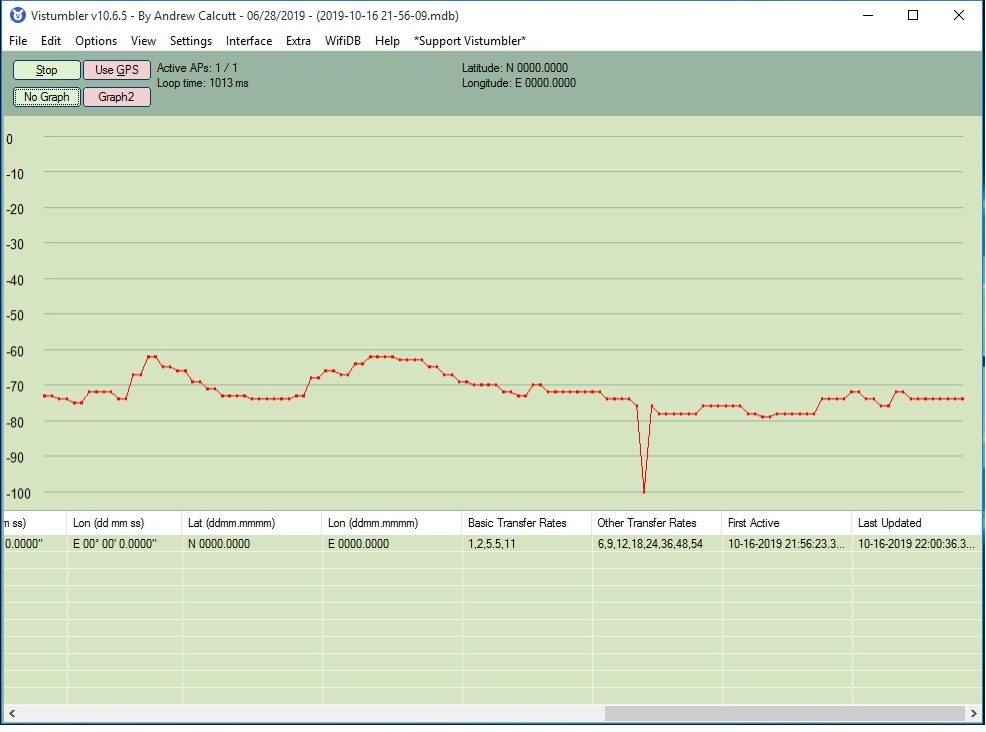 Vistumbler v10.6.5 - By Andrew Calcutt - 06/28/2019 - (2019-10-16 21-56-09.mdb)
File Edit Options View Settings Interface Extra WifiDB Help *Support Vistumbler*
Stop Use GPS Active APs: 1 / 1 Latitude: N 0000.0000
Loop time: 1013 ms Longitude: E 0000.0000
No Graph Graph2
0
-10
-20
-30
-40
-50
-60
-70
-80
-90
-100
m ss) Lon (dd mm ss) Lat (ddmm.mmmm) Lon (ddmm.mmmm) Basic Transfer Rates Other Transfer Rates First Active Last Updated
0.0000" E 00° 00' 0.0000" N 0000.0000 E 0000.0000 1,2,5.5,11 6,9,12,18,24,36,48,54 10-16-2019 21:56:23.3... 10-16-2019 22:00:36.3...